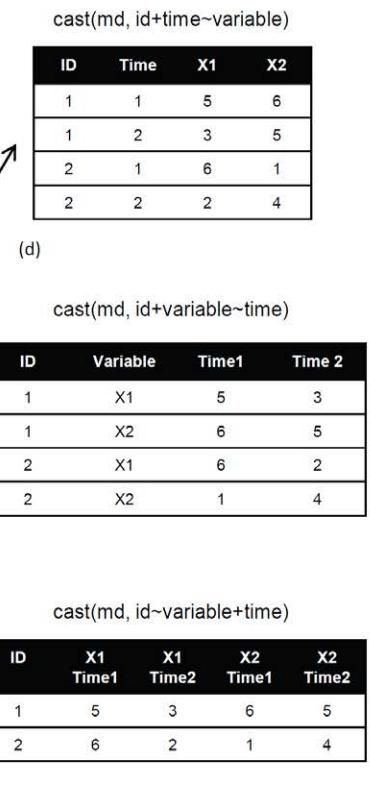 cast(md, id+time~variable)
ID Time X1 X2
1 1 5 6
1 2 3 5
2 1 6 1
2 2 2 4
(d)
cast(md, id+variable~time)
ID Variable Time1 Time 2
1 X1 5 3
1 X2 6 5
2 X1 6 2
2 X2 1 4
cast(md, id~variable+time)
ID X1 X1 X2 X2
Time1 Time2 Time1 Time2
1 5 3 6 5
2 6 2 1 4